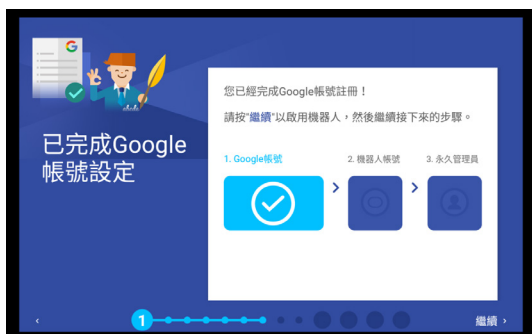 已完成Google
帳號設定
您已經完成Google帳號註冊！
請按"繼續"以啟用機器人，然後繼續接下來的步驟。
1. Google帳號
2. 機器人帳號
3. 永久管理員
1
繼續